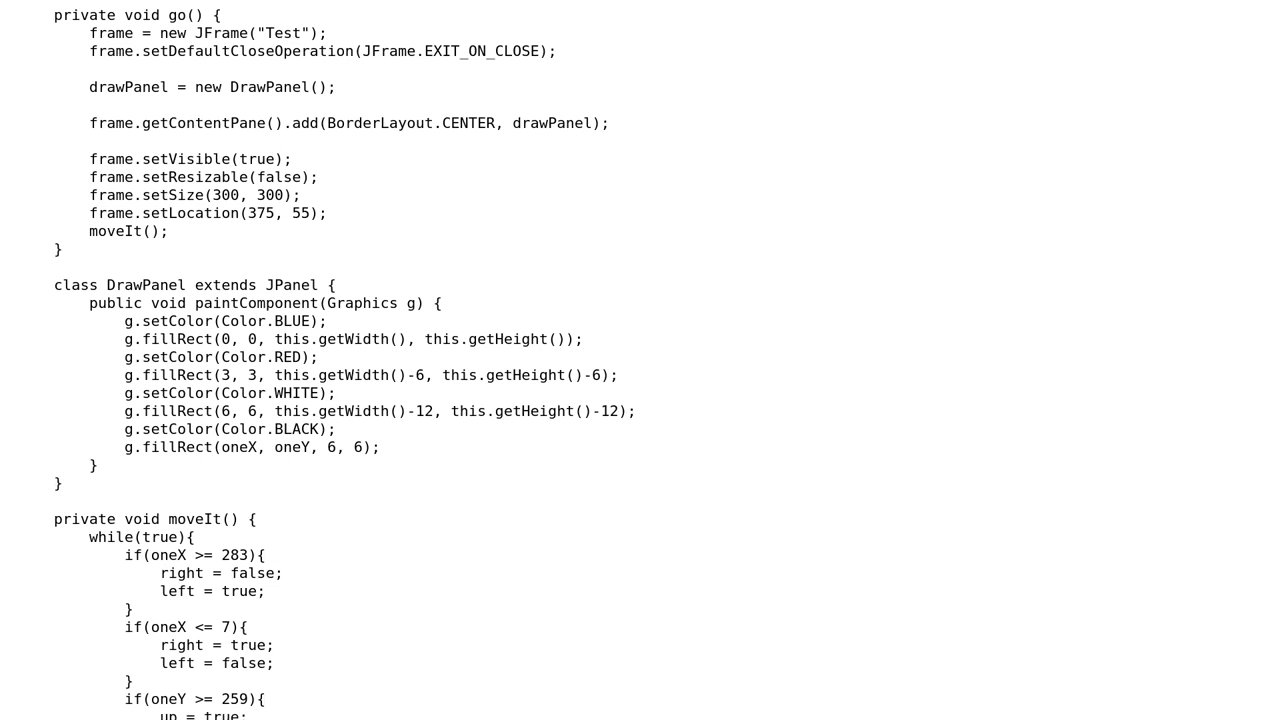 private void go() {
frame = new JFrame("Test");
frame.setDefaultCloseOperation(JFrame.EXIT_ON_CLOSE);
drawPanel = new DrawPanel();
frame.getContentPane().add(BorderLayout.CENTER, drawPanel);
frame.setVisible(true);
frame.setResizable(false);
frame.setSize(300, 300);
frame.setLocation(375, 55);
moveIt();
}
class DrawPanel extends JPanel {
public void paintComponent(Graphics g) {
g.setColor(Color.BLUE);
g.fillRect(0, 0, this.getWidth(), this.getHeight());
g.setColor(Color.RED);
g.fillRect(3, 3, this.getWidth()-6, this.getHeight()-6);
g.setColor(Color.WHITE);
g.fillRect(6, 6, this.getWidth()-12, this.getHeight()-12);
g.setColor(Color.BLACK);
g.fillRect(oneX, oneY, 6, 6);
}
}
private void moveIt() {
while(true){
if(oneX >= 283){
right = false;
left = true;
}
if(oneX <= 7){
right = true;
left = false;
}
if(oneY >= 259){
up = true;